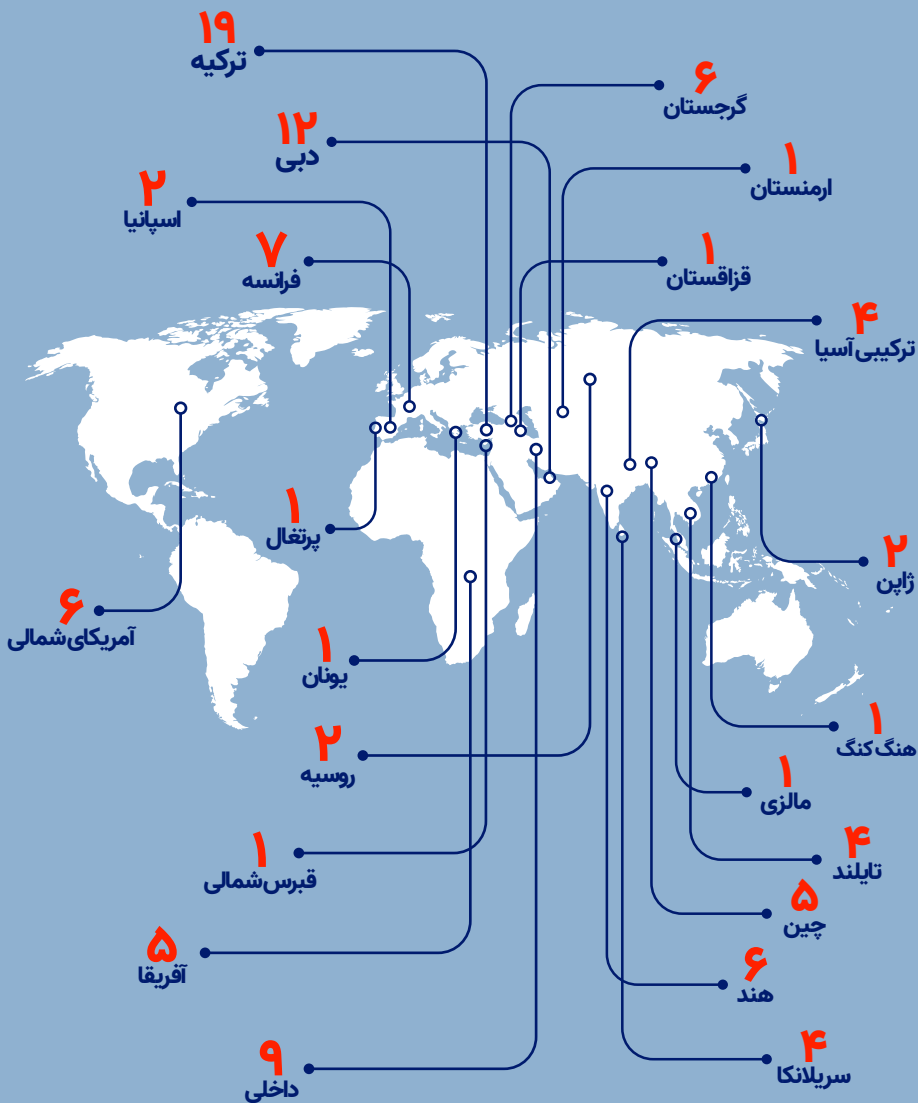 ۱۹
ترکیه
۶
گرجستان
۱۲
دبی
۱
ارمنستان
۲
اسپانیا
۷
فرانسه
۱
قزاقستان
۴
ترکیبی آسیا
۱
پرتغال
۲
ژاپن
۶
آمریکای شمالی
۱
یونان
۲
روسیه
۱
هنگ کنگ
۱
مالزی
۱
قبرس شمالی
۴
تایلند
۵
چین
۵
آفریقا
۶
هند
۹
داخلی
۴
سریلانکا